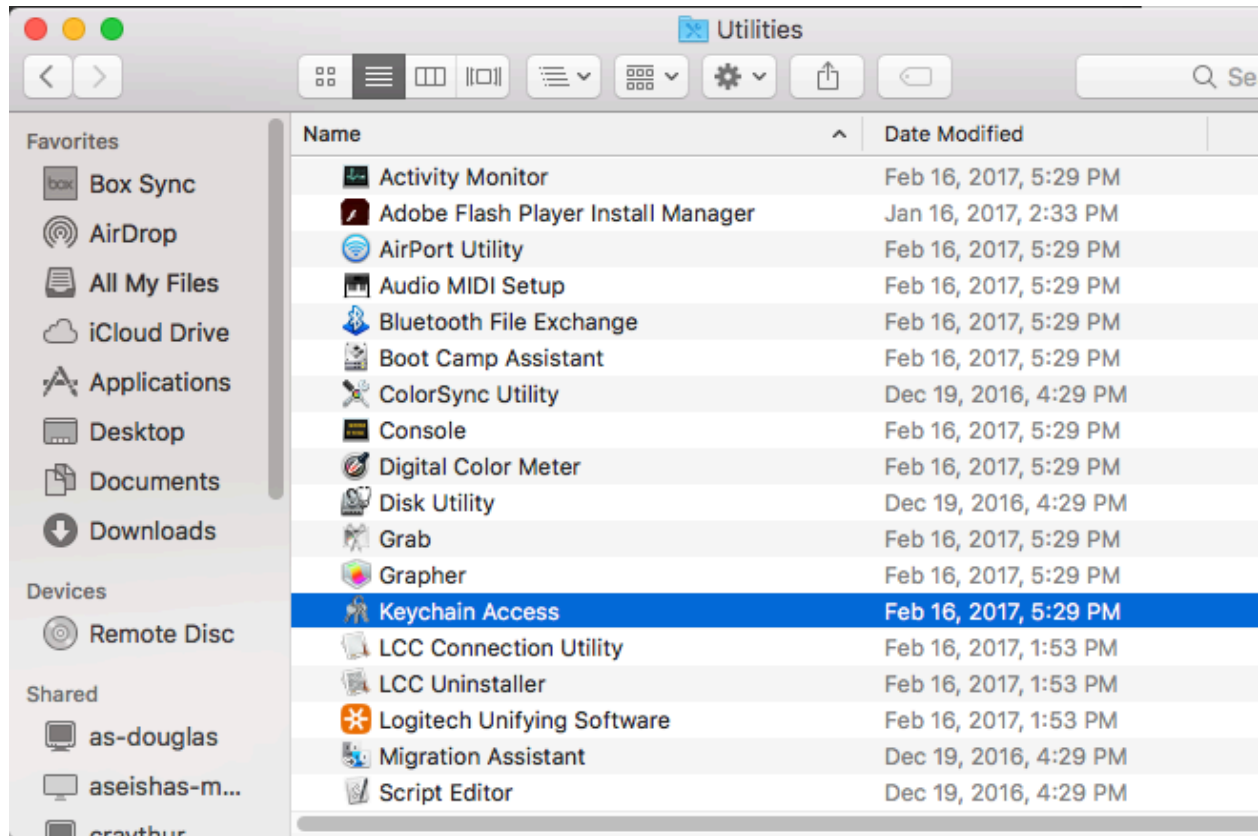 Utilities
Se
Favorites
box Box Sync
AirDrop
All My Files
iCloud Drive
Applications
Desktop
Documents
Downloads
Devices
Remote Disc
Shared
as-douglas
aseishas-m...
Name Date Modified
Activity Monitor Feb 16, 2017, 5:29 PM
Adobe Flash Player Install Manager Jan 16, 2017, 2:33 PM
AirPort Utility Feb 16, 2017, 5:29 PM
Audio MIDI Setup Feb 16, 2017, 5:29 PM
Bluetooth File Exchange Feb 16, 2017, 5:29 PM
Boot Camp Assistant Feb 16, 2017, 5:29 PM
ColorSync Utility Dec 19, 2016, 4:29 PM
Console Feb 16, 2017, 5:29 PM
Digital Color Meter Feb 16, 2017, 5:29 PM
Disk Utility Dec 19, 2016, 4:29 PM
Grab Feb 16, 2017, 5:29 PM
Grapher Feb 16, 2017, 5:29 PM
Keychain Access Feb 16, 2017, 5:29 PM
LCC Connection Utility Feb 16, 2017, 1:53 PM
LCC Uninstaller Feb 16, 2017, 1:53 PM
Logitech Unifying Software Feb 16, 2017, 1:53 PM
Migration Assistant Dec 19, 2016, 4:29 PM
Script Editor Dec 19, 2016, 4:29 PM